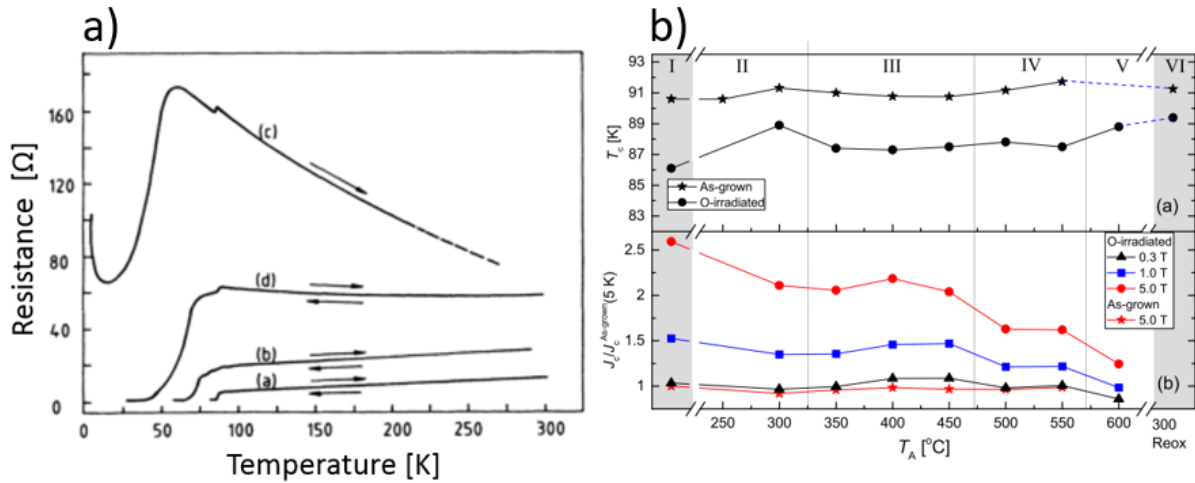 a)
Resistance [Ω]
160
120
80
40
0
(c)
(d)
(b)
(a)
0 50 100 150 200 250 300
Temperature [K]
b)
I II III IV V VI
93
91
89
87
85
83
T_c [K]
As-grown
O-irradiated
(a)
2.5
2
1.5
1
J_c/J_c^As-grown (5 K)
O-irradiated
0.3 T
1.0 T
5.0 T
As-grown
5.0 T
(b)
250 300 350 400 450 500 550 600 300
Reox
T_A [°C]